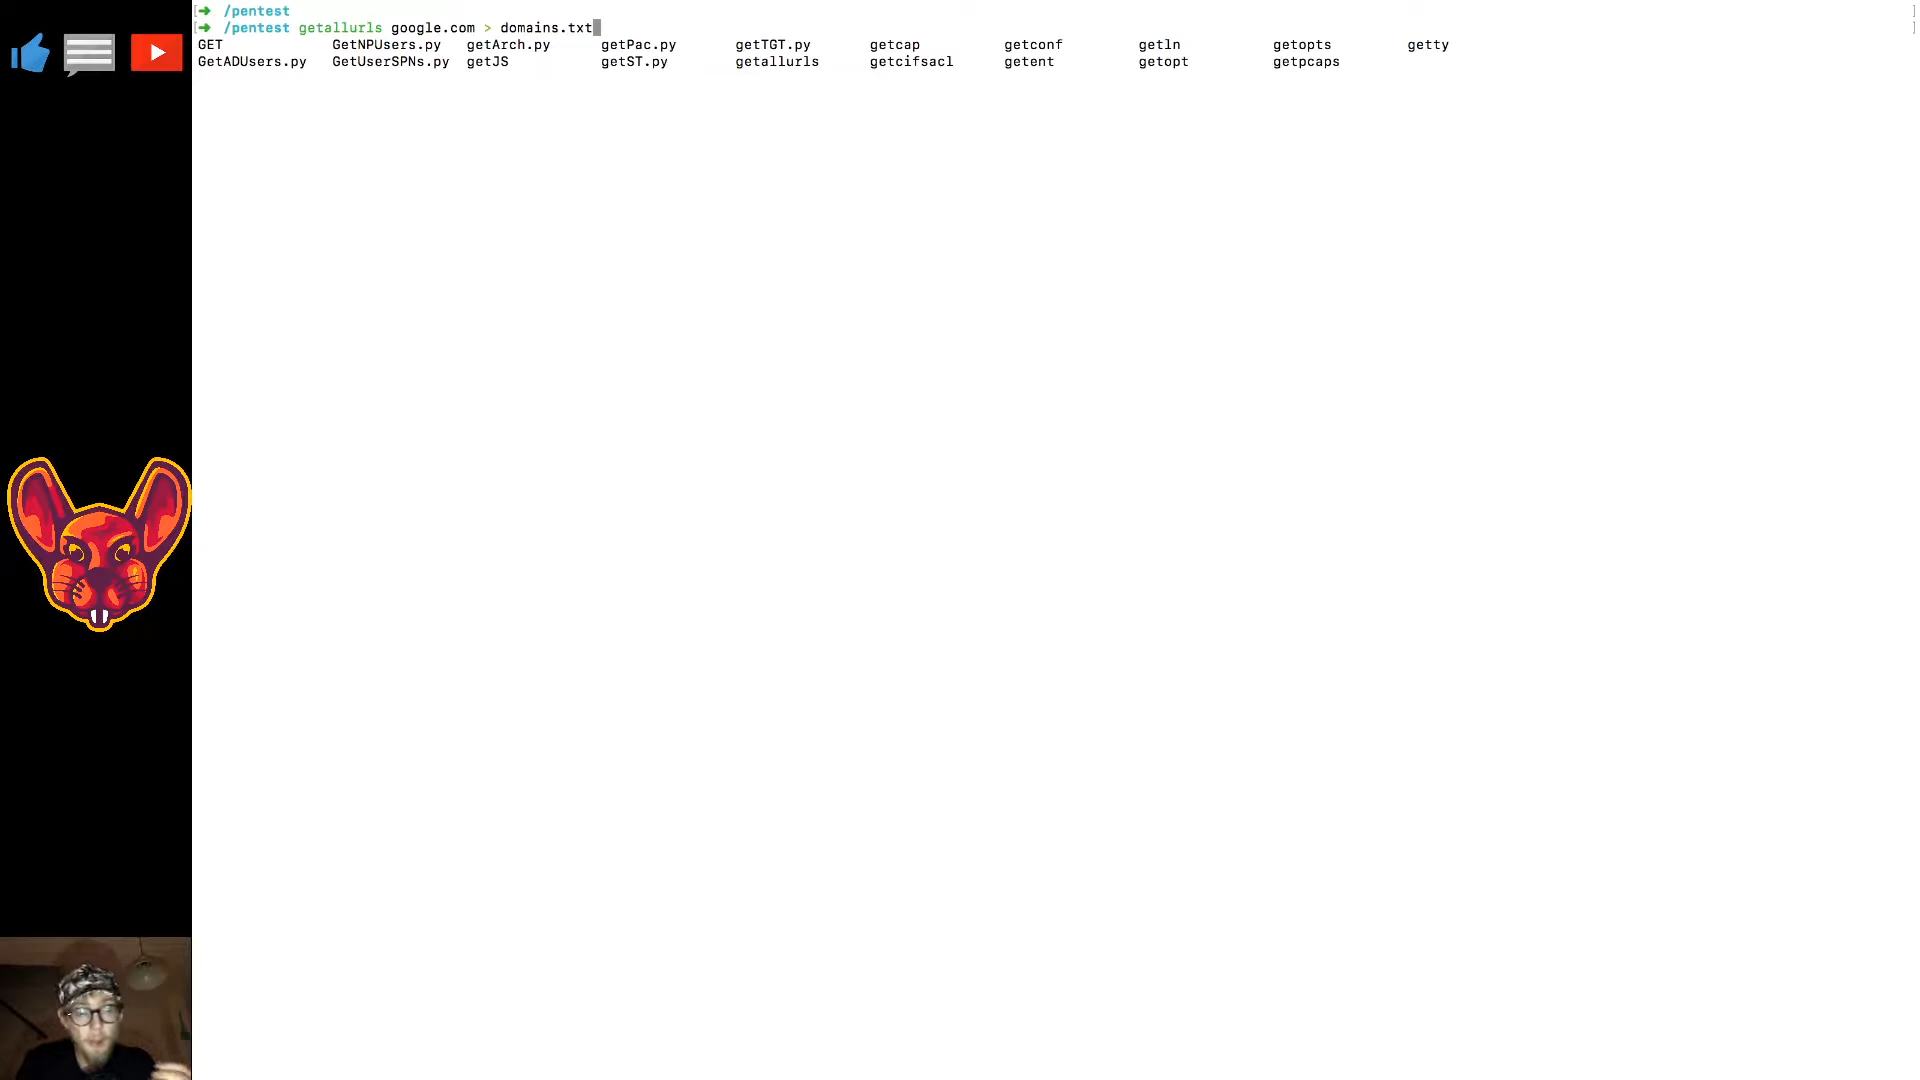 [➜ /pentest ]
[➜ /pentest getallurls google.com > domains.txt ]
GET GetNPUsers.py getArch.py getPac.py getTGT.py getcap getconf getln getopts getty
GetADUsers.py GetUserSPNs.py getJS getST.py getallurls getcifsacl getent getopt getpcaps